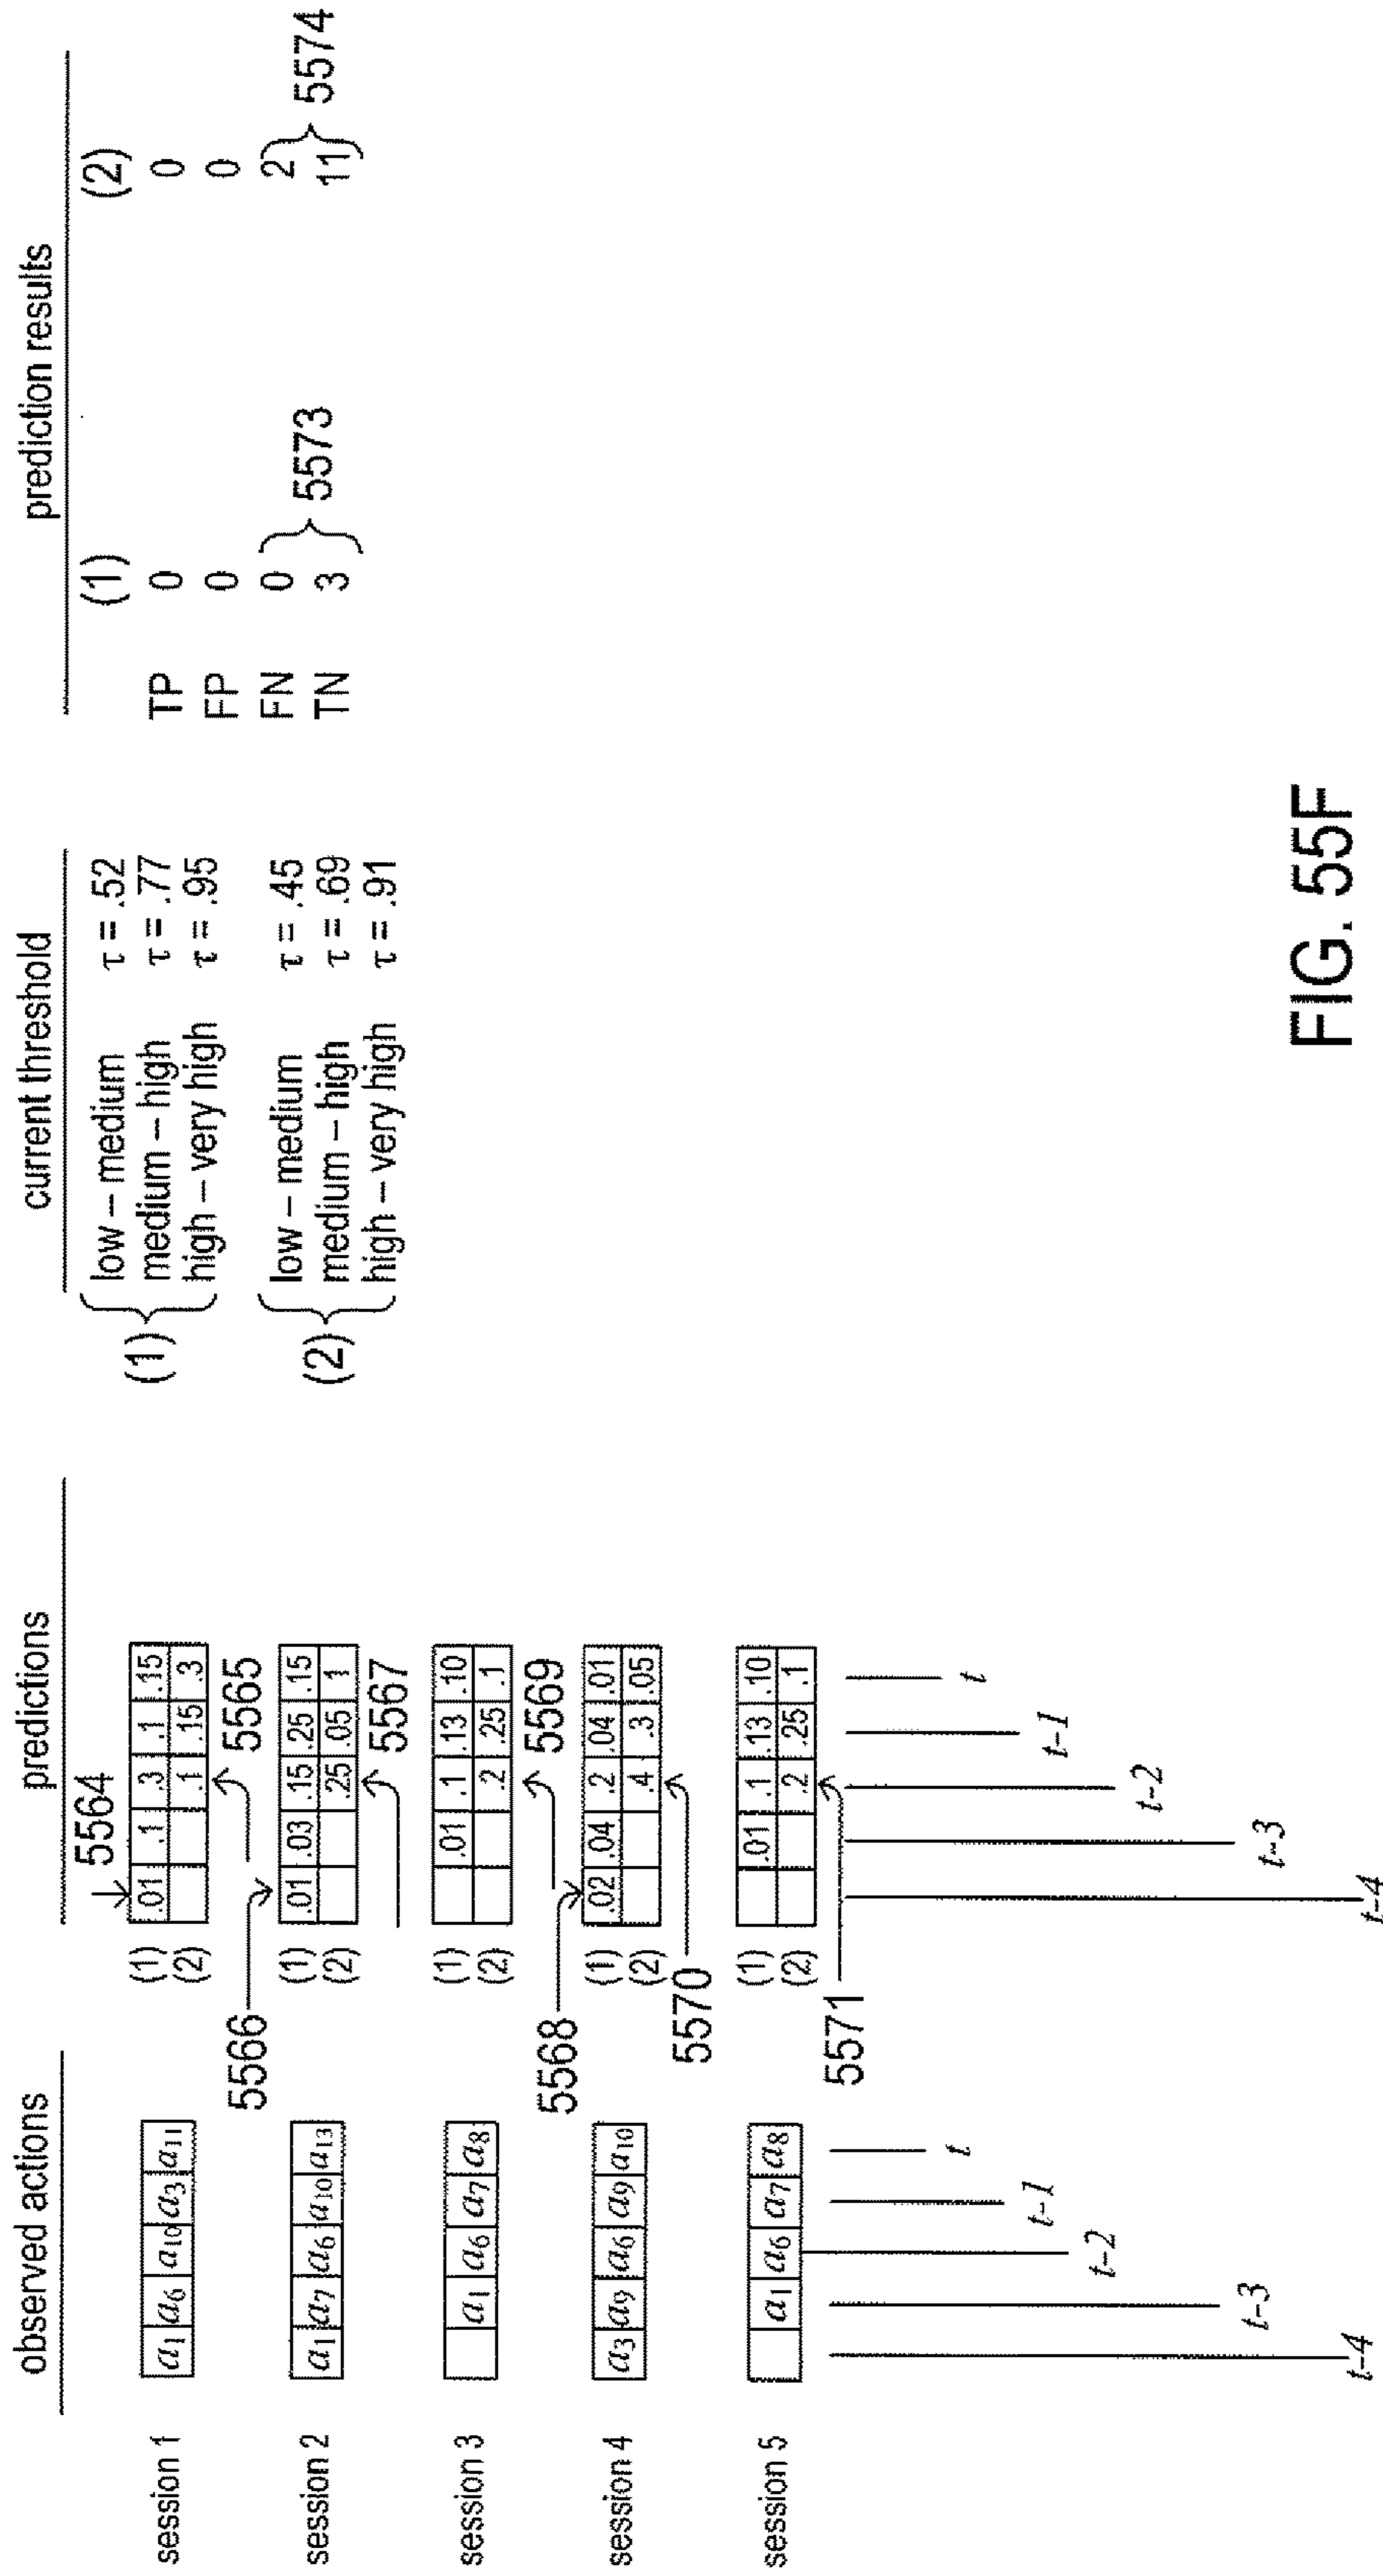 observed actions
predictions
current threshold
prediction results
5564
session 1
a1 a6 a10 a3 a11
(1) .01 .1 .3 .1 .15
(2) .1 .15 .3
5565
5566
session 2
a1 a7 a6 a10 a13
(1) .01 .03 .15 .25 .15
(2) .25 .05 .1
5567
session 3
a1 a6 a7 a8
(1) .01 .1 .13 .10
(2) .2 .25 .1
5569
5568
session 4
a3 a9 a6 a9 a10
(1) .02 .04 .2 .04 .01
(2) .4 .3 .05
5570
session 5
a1 a6 a7 a8
(1) .01 .1 .13 .10
(2) .2 .25 .1
5571
t-4 t-3 t-2 t-1 t
t-4 t-3 t-2 t-1 t
(1)
low – medium τ = .52
medium – high τ = .77
high – very high τ = .95
(2)
low – medium τ = .45
medium – high τ = .69
high – very high τ = .91
(1) (2)
TP 0 0
FP 0 0
FN 0 2
TN 3 11
5573
5574
FIG. 55F